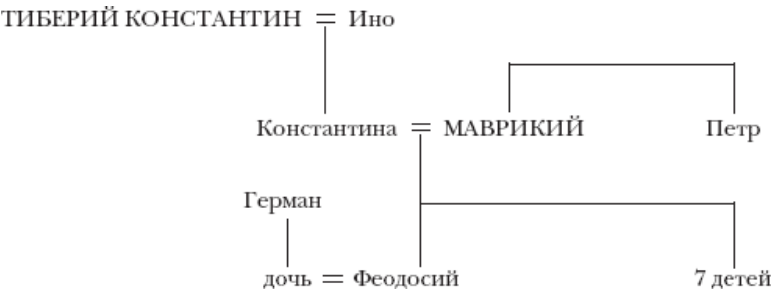 ТИБЕРИЙ КОНСТАНТИН = Ино
Константина = МАВРИКИЙ Петр
Герман
дочь = Феодосий 7 детей